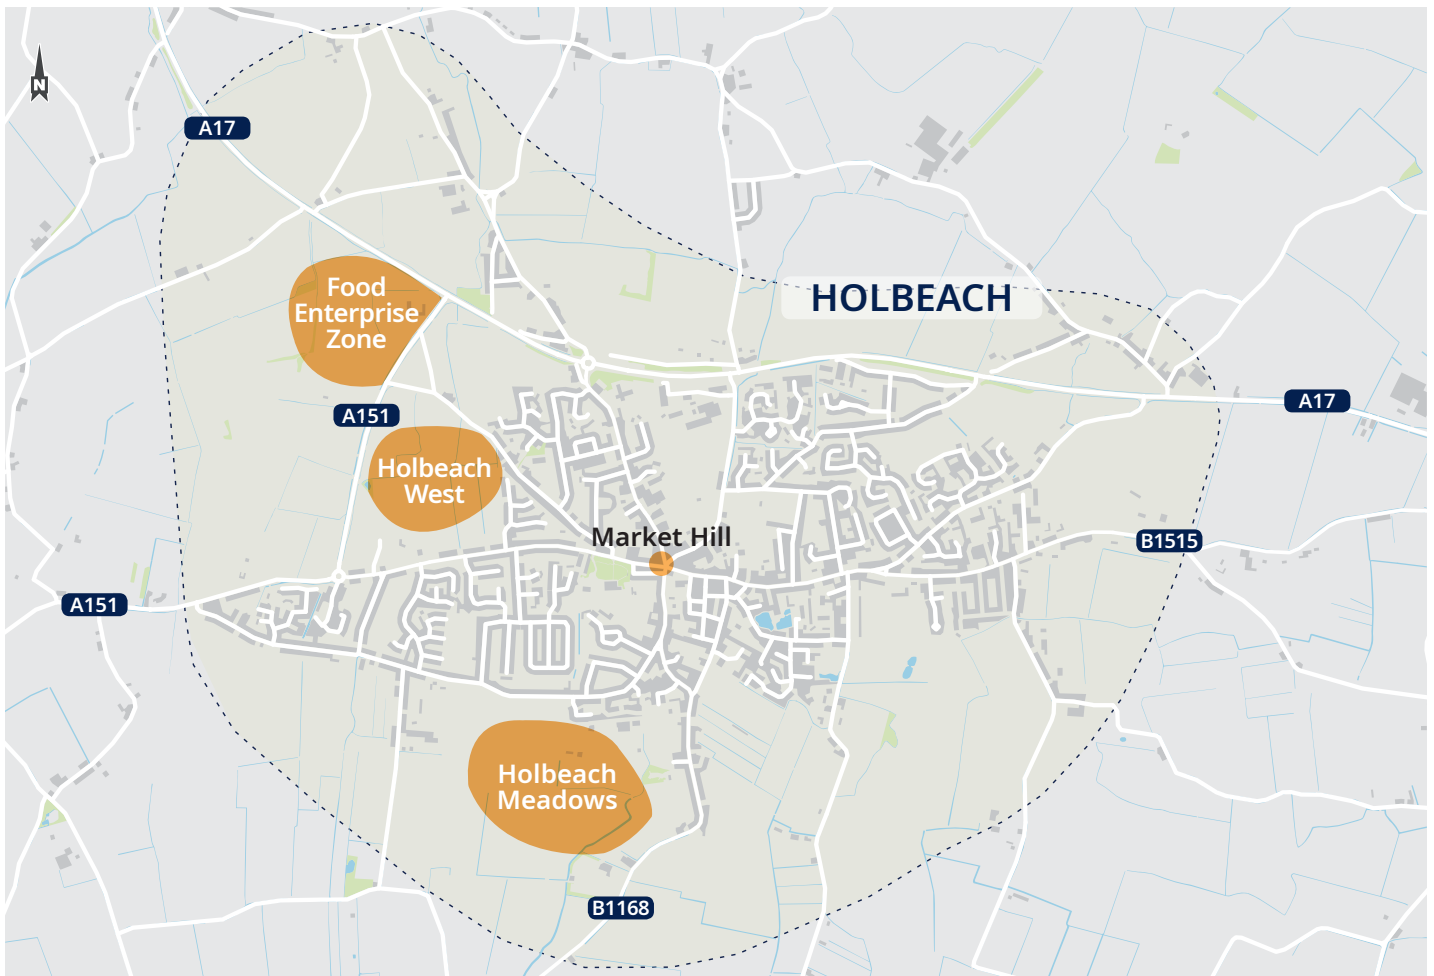 N
A17
Food
Enterprise
Zone
HOLBEACH
A151
A17
Holbeach
West
Market Hill
B1515
A151
Holbeach
Meadows
B1168